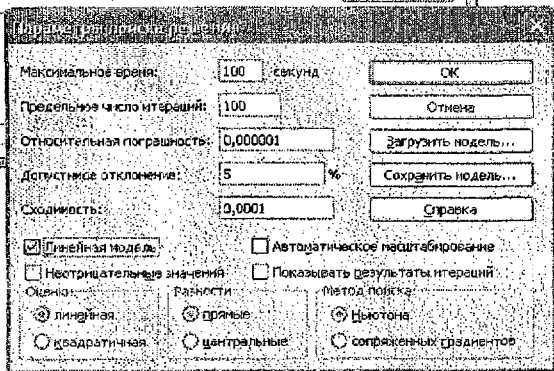 Параметры поиска решения
Максимальное время: 100 секунд ОК
Предельное число итераций: 100 Отмена
Относительная погрешность: 0,000001 Загрузить модель...
Допустимое отклонение: 5 % Сохранить модель...
Сходимость: 0,0001 Справка
Линейная модель Автоматическое масштабирование
Неотрицательные значения Показывать результаты итераций
Оценки Разности Метод поиска
линейная прямые Ньютона
квадратичная центральные сопряженных градиентов